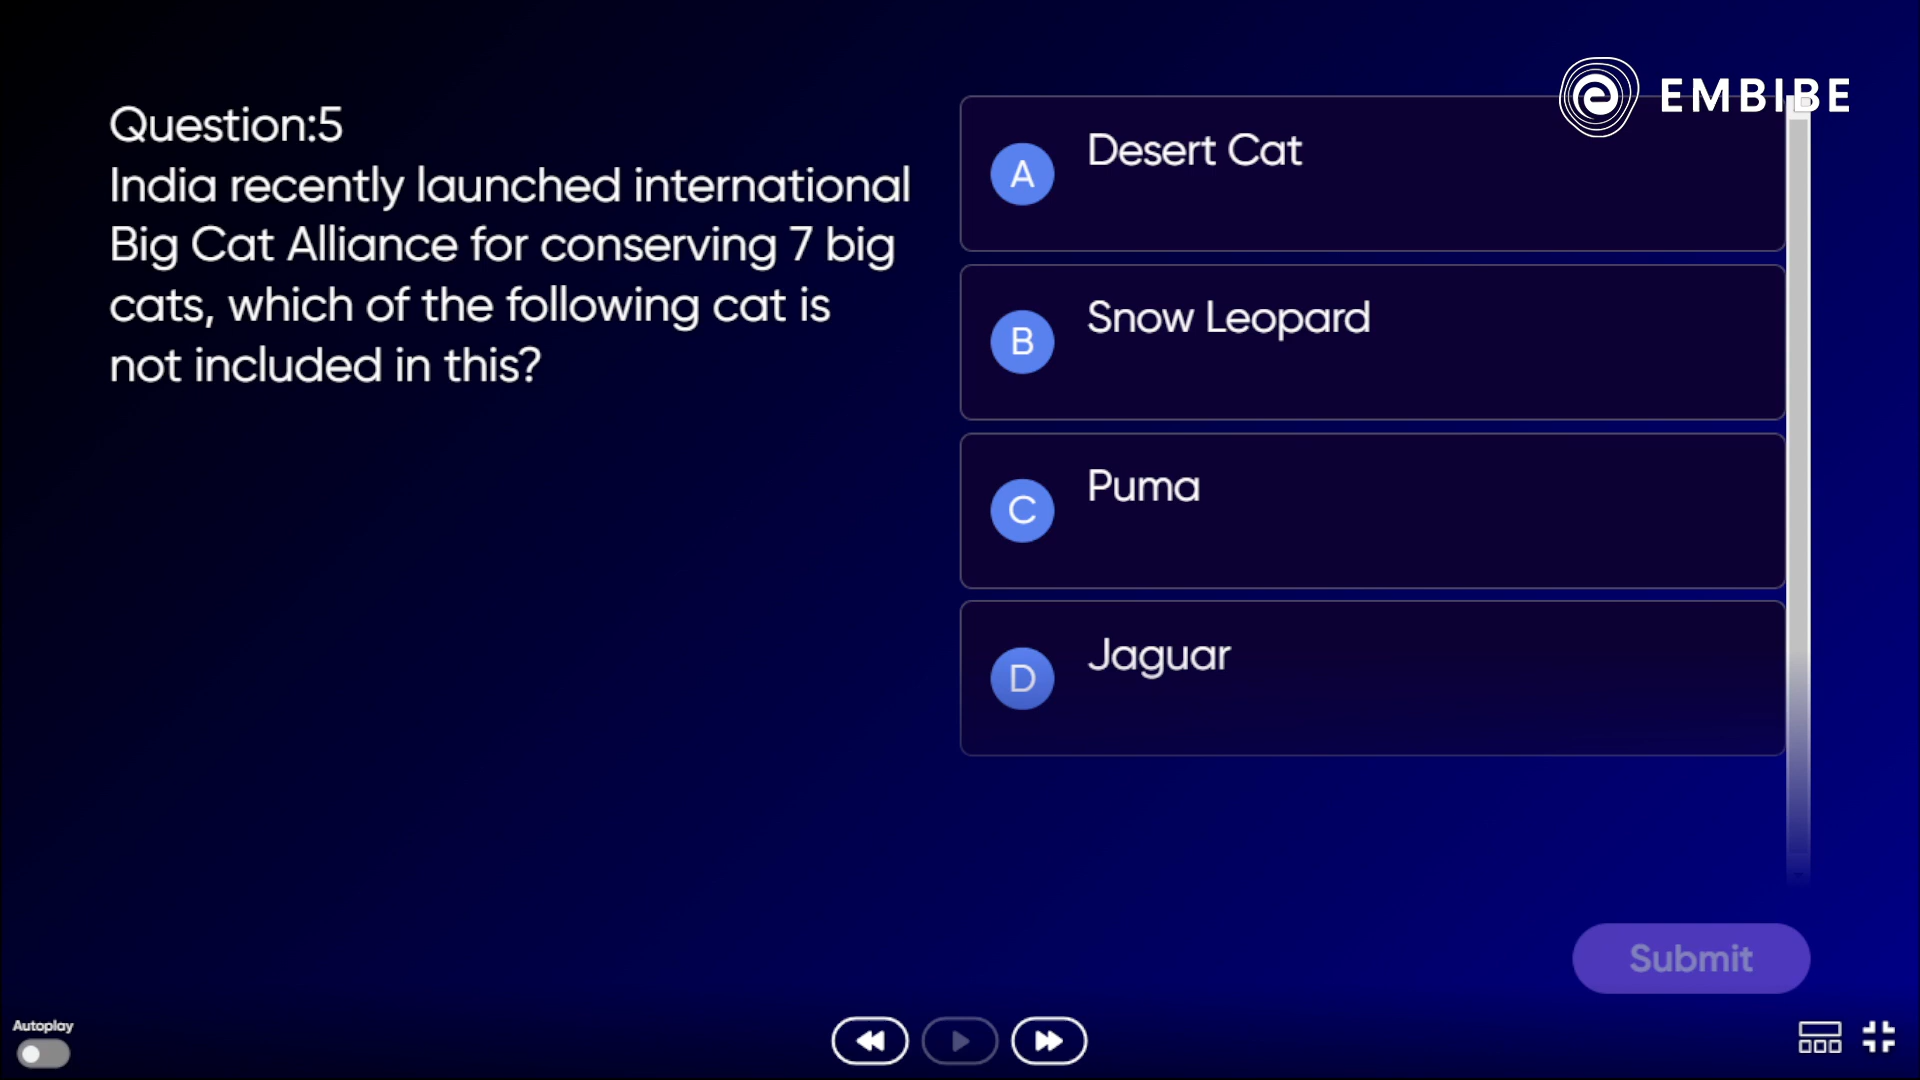 EMBIBE
Question:5
India recently launched international
Big Cat Alliance for conserving 7 big
cats, which of the following cat is
not included in this?
A Desert Cat
B Snow Leopard
C Puma
D Jaguar
Submit
Autoplay